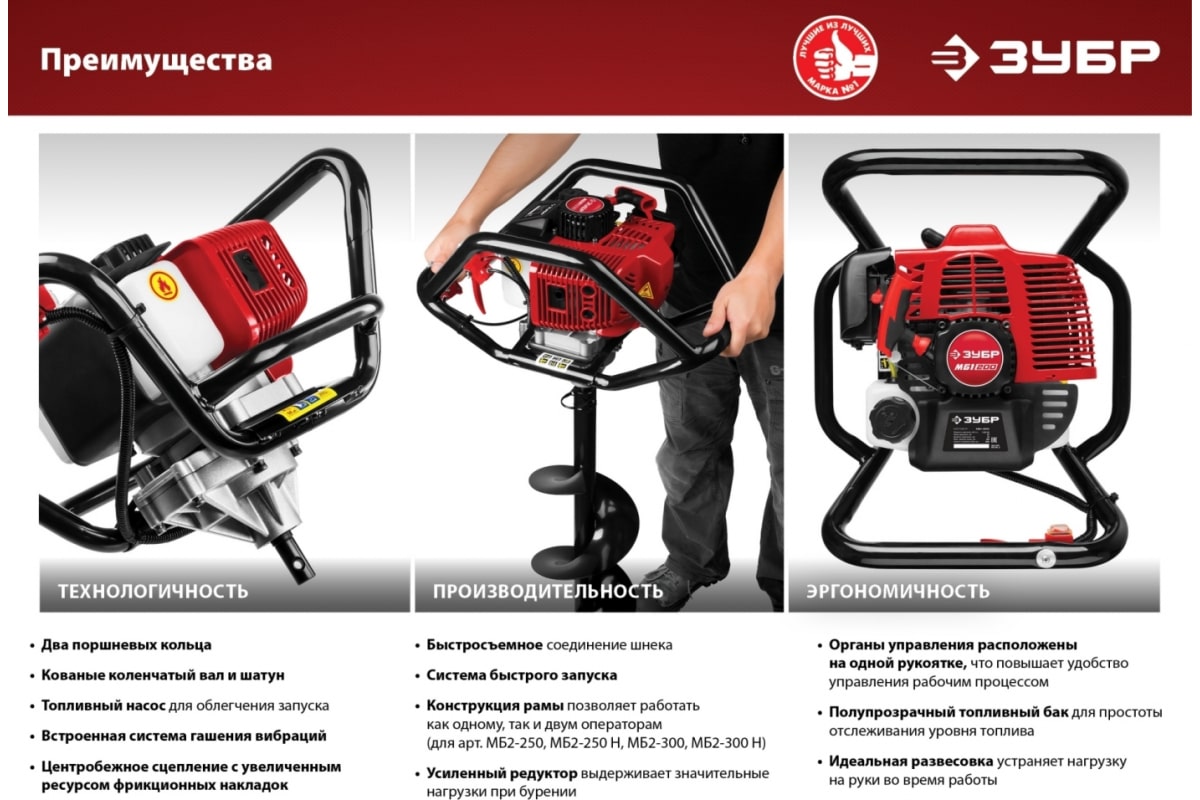 Преимущества
ЛУЧШИЕ ИЗ ЛУЧШИХ
МАРКА №1
ЗУБР
ЗУБР
МБ1 200
ЗУБР
ТЕХНОЛОГИЧНОСТЬ
ПРОИЗВОДИТЕЛЬНОСТЬ
ЭРГОНОМИЧНОСТЬ
• Два поршневых кольца
• Кованые коленчатый вал и шатун
• Топливный насос для облегчения запуска
• Встроенная система гашения вибраций
• Центробежное сцепление с увеличенным
ресурсом фрикционных накладок
• Быстросъемное соединение шнека
• Система быстрого запуска
• Конструкция рамы позволяет работать
как одному, так и двум операторам
(для арт. МБ2-250, МБ2-250 Н, МБ2-300, МБ2-300 Н)
• Усиленный редуктор выдерживает значительные
нагрузки при бурении
• Органы управления расположены
на одной рукоятке, что повышает удобство
управления рабочим процессом
• Полупрозрачный топливный бак для простоты
отслеживания уровня топлива
• Идеальная развесовка устраняет нагрузку
на руки во время работы